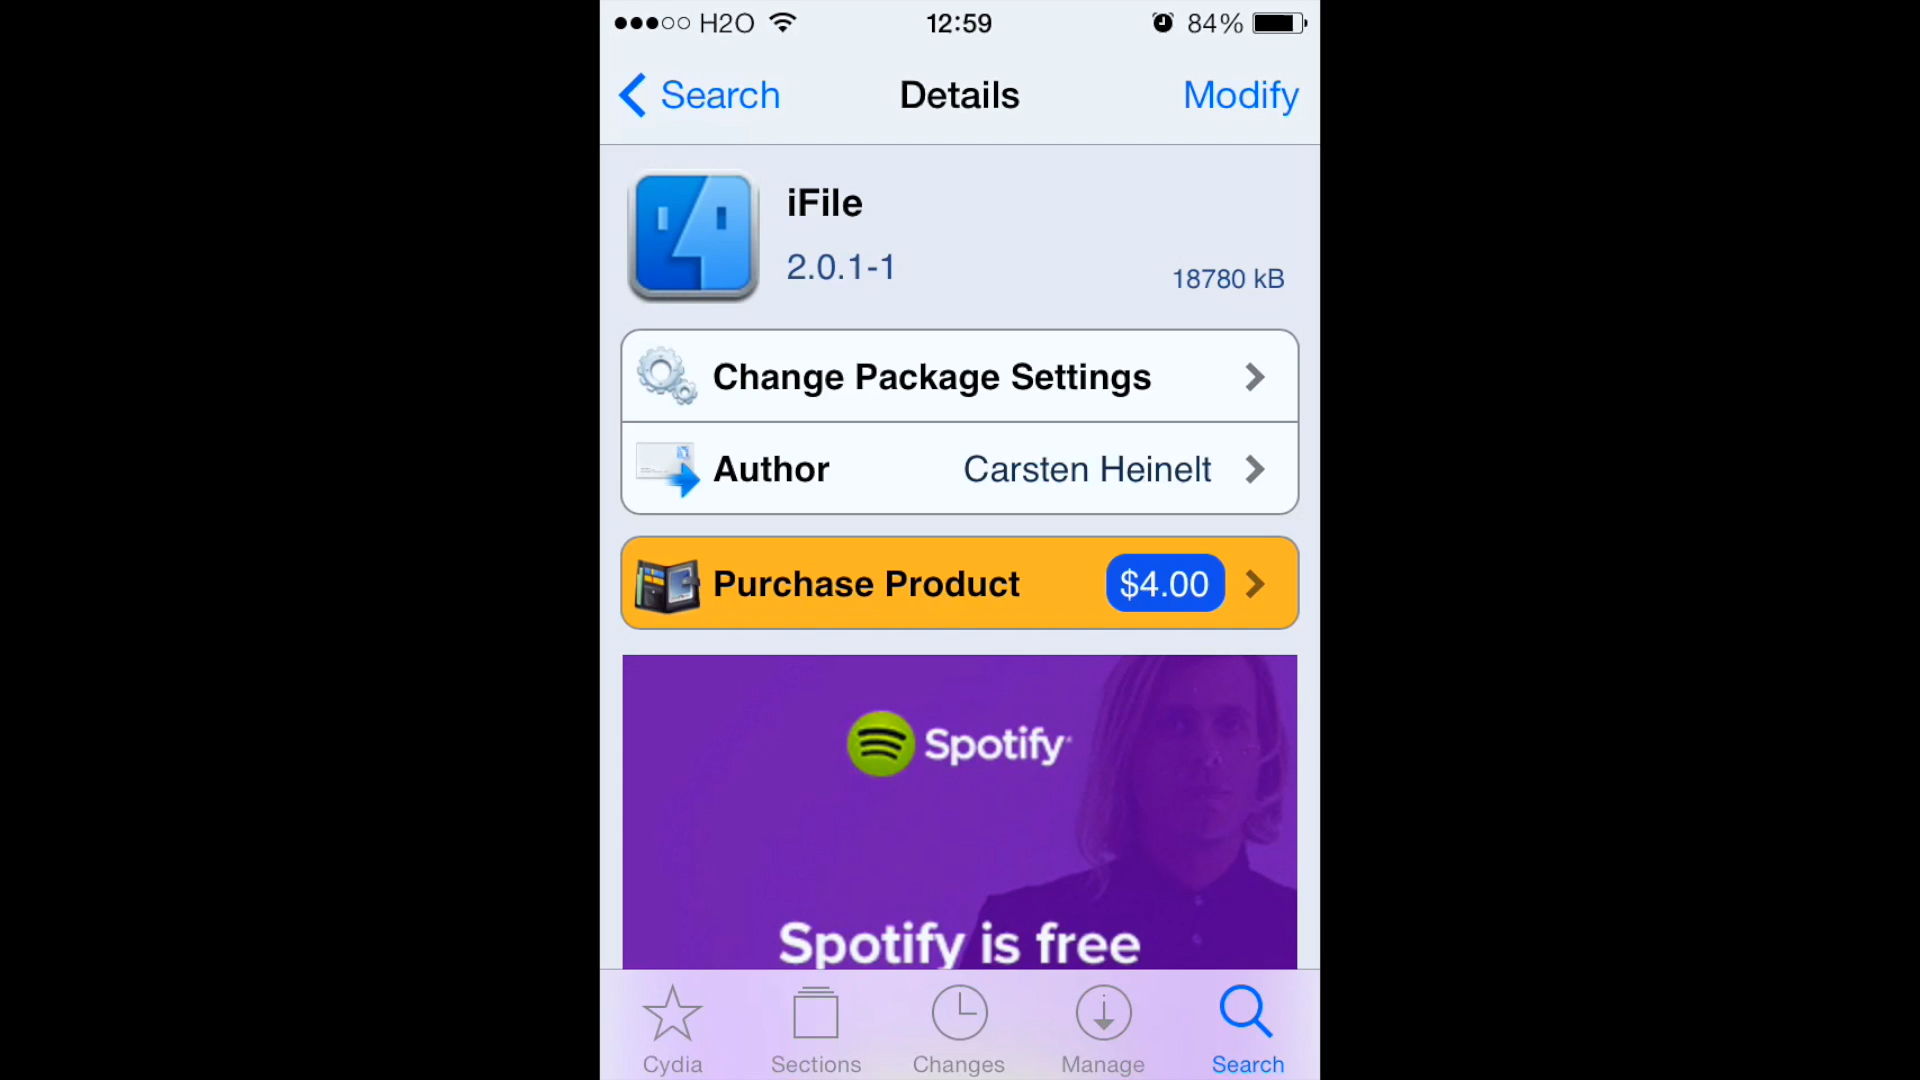 H2O 12:59 84%
Search Details Modify
iFile
2.0.1-1
18780 kB
Change Package Settings
Author Carsten Heinelt
Purchase Product $4.00
Spotify
Spotify is free
Cydia Sections Changes Manage Search